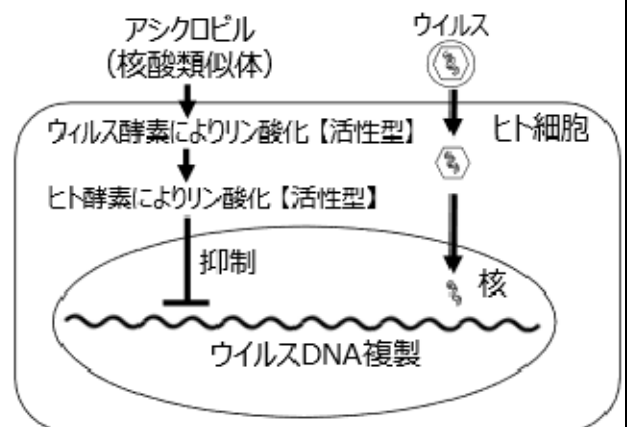 アシクロビル
（核酸類似体）
ウイルス
ウィルス酵素によりリン酸化【活性型】
ヒト細胞
ヒト酵素によりリン酸化【活性型】
抑制
核
ウイルスDNA複製